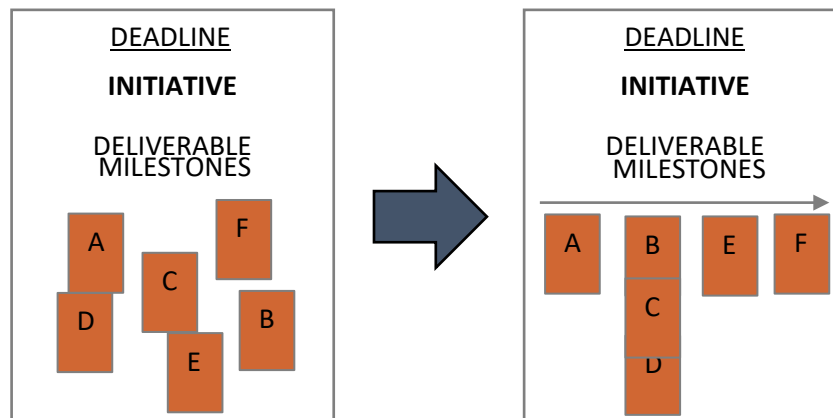 DEADLINE
INITIATIVE
DELIVERABLE
MILESTONES
A
F
C
D
B
E
DEADLINE
INITIATIVE
DELIVERABLE
MILESTONES
A
B
E
F
C
D